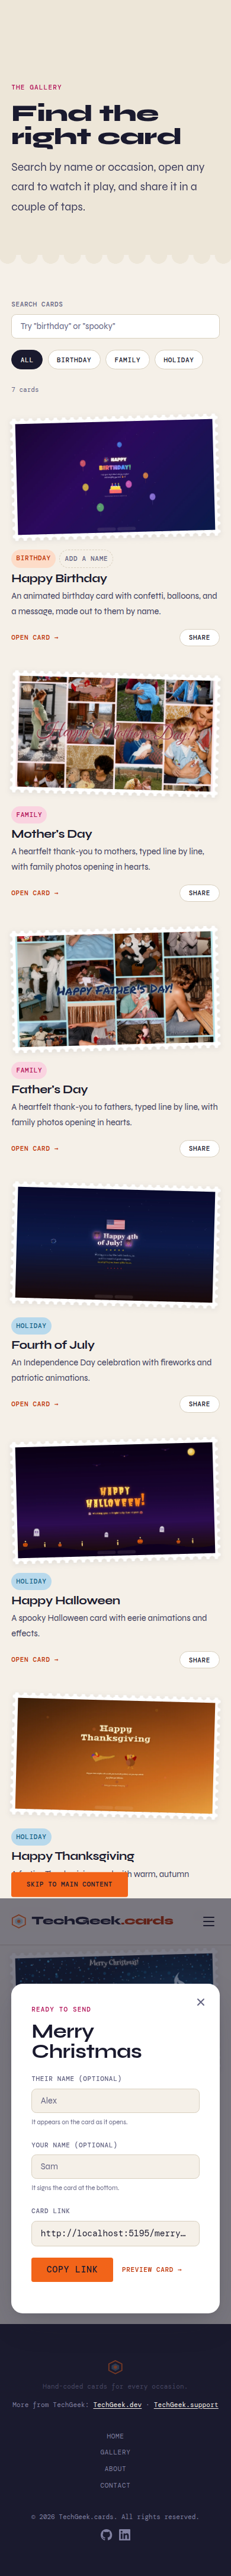 THE GALLERY
Find the
right card
Search by name or occasion, open any
card to watch it play, and share it in a
couple of taps.
SEARCH CARDS
Try "birthday" or "spooky"
ALL
BIRTHDAY
FAMILY
HOLIDAY
7 cards
HAPPY
BIRTHDAY!
BIRTHDAY
ADD A NAME
Happy Birthday
An animated birthday card with confetti, balloons, and
a message, made out to them by name.
OPEN CARD →
SHARE
Happy Mother's Day!
FAMILY
Mother's Day
A heartfelt thank-you to mothers, typed line by line,
with family photos opening in hearts.
OPEN CARD →
SHARE
HAPPY FATHER'S DAY!
FAMILY
Father's Day
A heartfelt thank-you to fathers, typed line by line, with
family photos opening in hearts.
OPEN CARD →
SHARE
Happy 4th
of July!
HOLIDAY
Fourth of July
An Independence Day celebration with fireworks and
patriotic animations.
OPEN CARD →
SHARE
HAPPY
HALLOWEEN!
HOLIDAY
Happy Halloween
A spooky Halloween card with eerie animations and
effects.
OPEN CARD →
SHARE
Happy
Thanksgiving
HOLIDAY
Happy Thanksgiving
warm, autumn
SKIP TO MAIN CONTENT
TechGeek.cards
Merry Christmas
READY TO SEND
×
Merry
Christmas
THEIR NAME (OPTIONAL)
Alex
It appears on the card as it opens.
YOUR NAME (OPTIONAL)
Sam
It signs the card at the bottom.
CARD LINK
http://localhost:5195/merry…
COPY LINK
PREVIEW CARD →
Hand-coded cards for every occasion.
More from TechGeek: TechGeek.dev · TechGeek.support
HOME
GALLERY
ABOUT
CONTACT
© 2026 TechGeek.cards. All rights reserved.